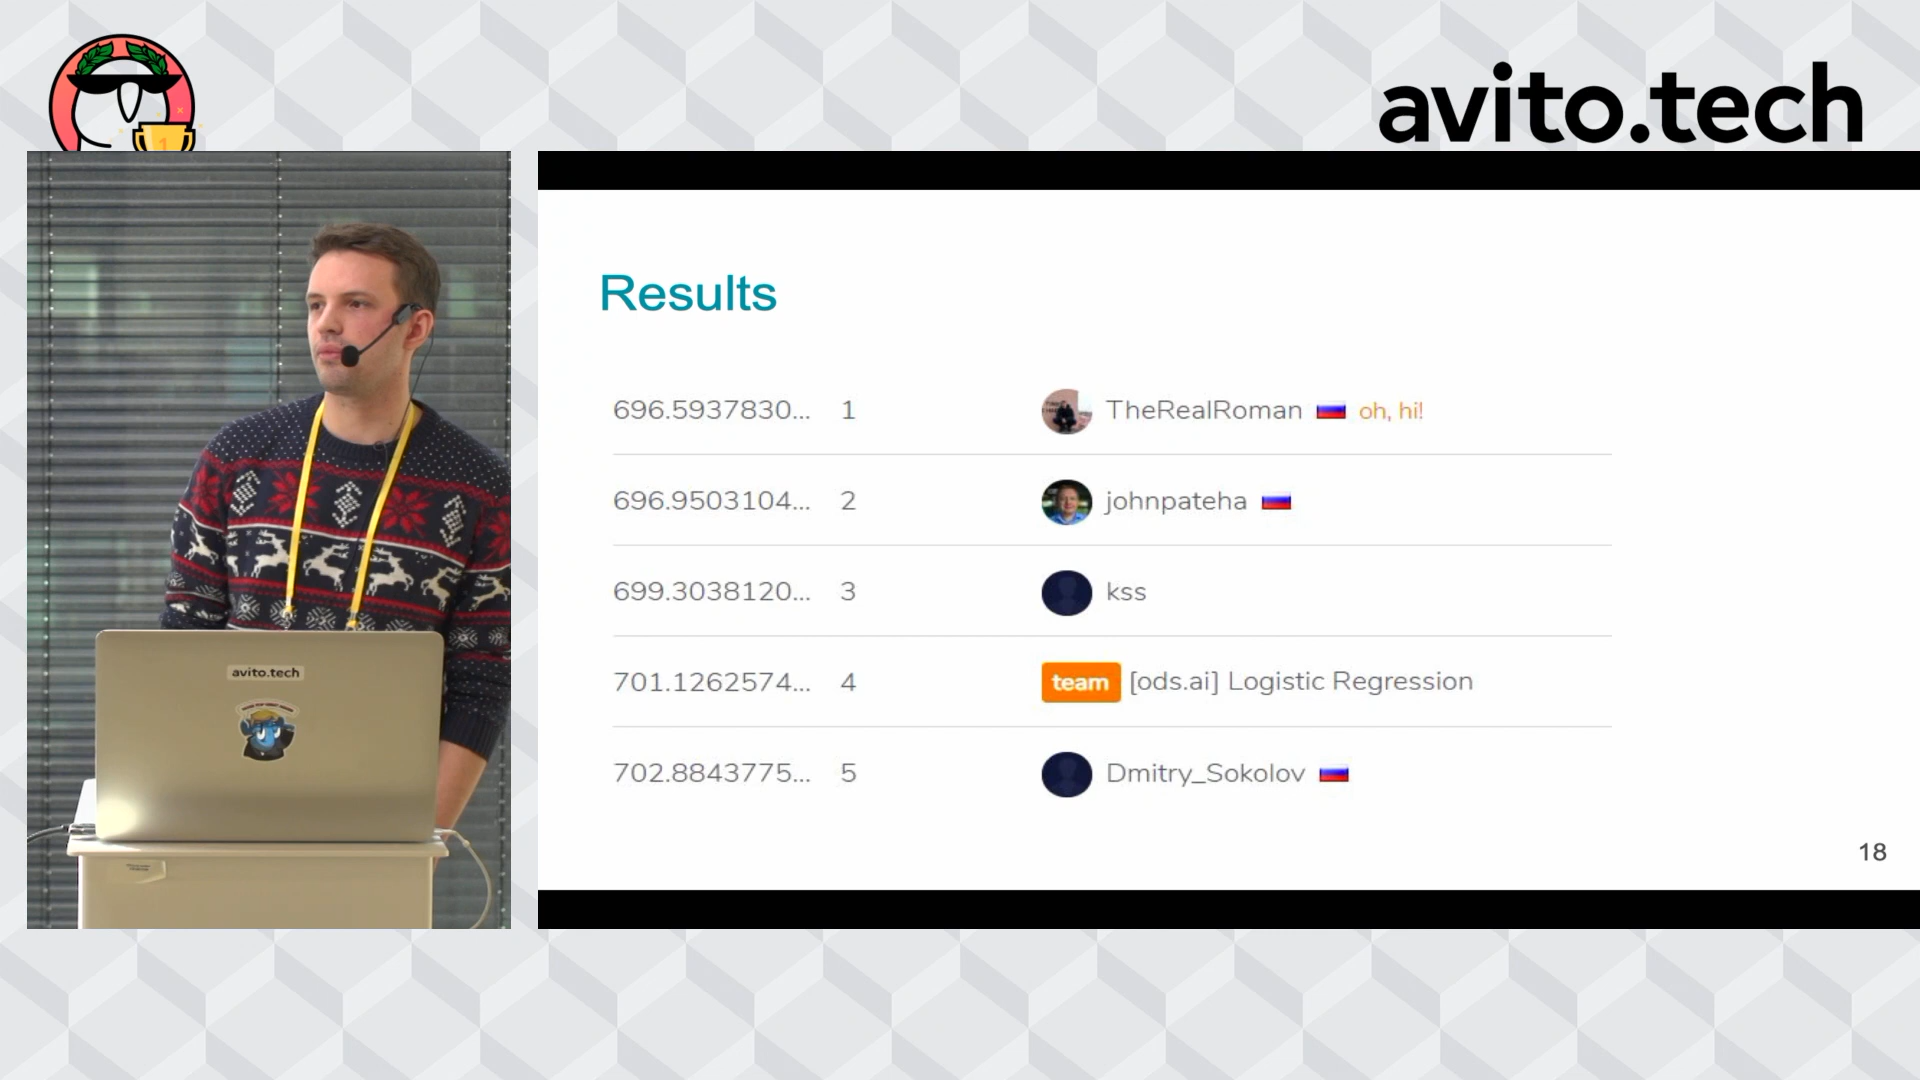 avito.tech
Results
696.5937830... 1 TheRealRoman oh, hi!
696.9503104... 2 johnpateha
699.3038120... 3 kss
701.1262574... 4 team [ods.ai] Logistic Regression
702.8843775... 5 Dmitry_Sokolov
18
avito.tech
1